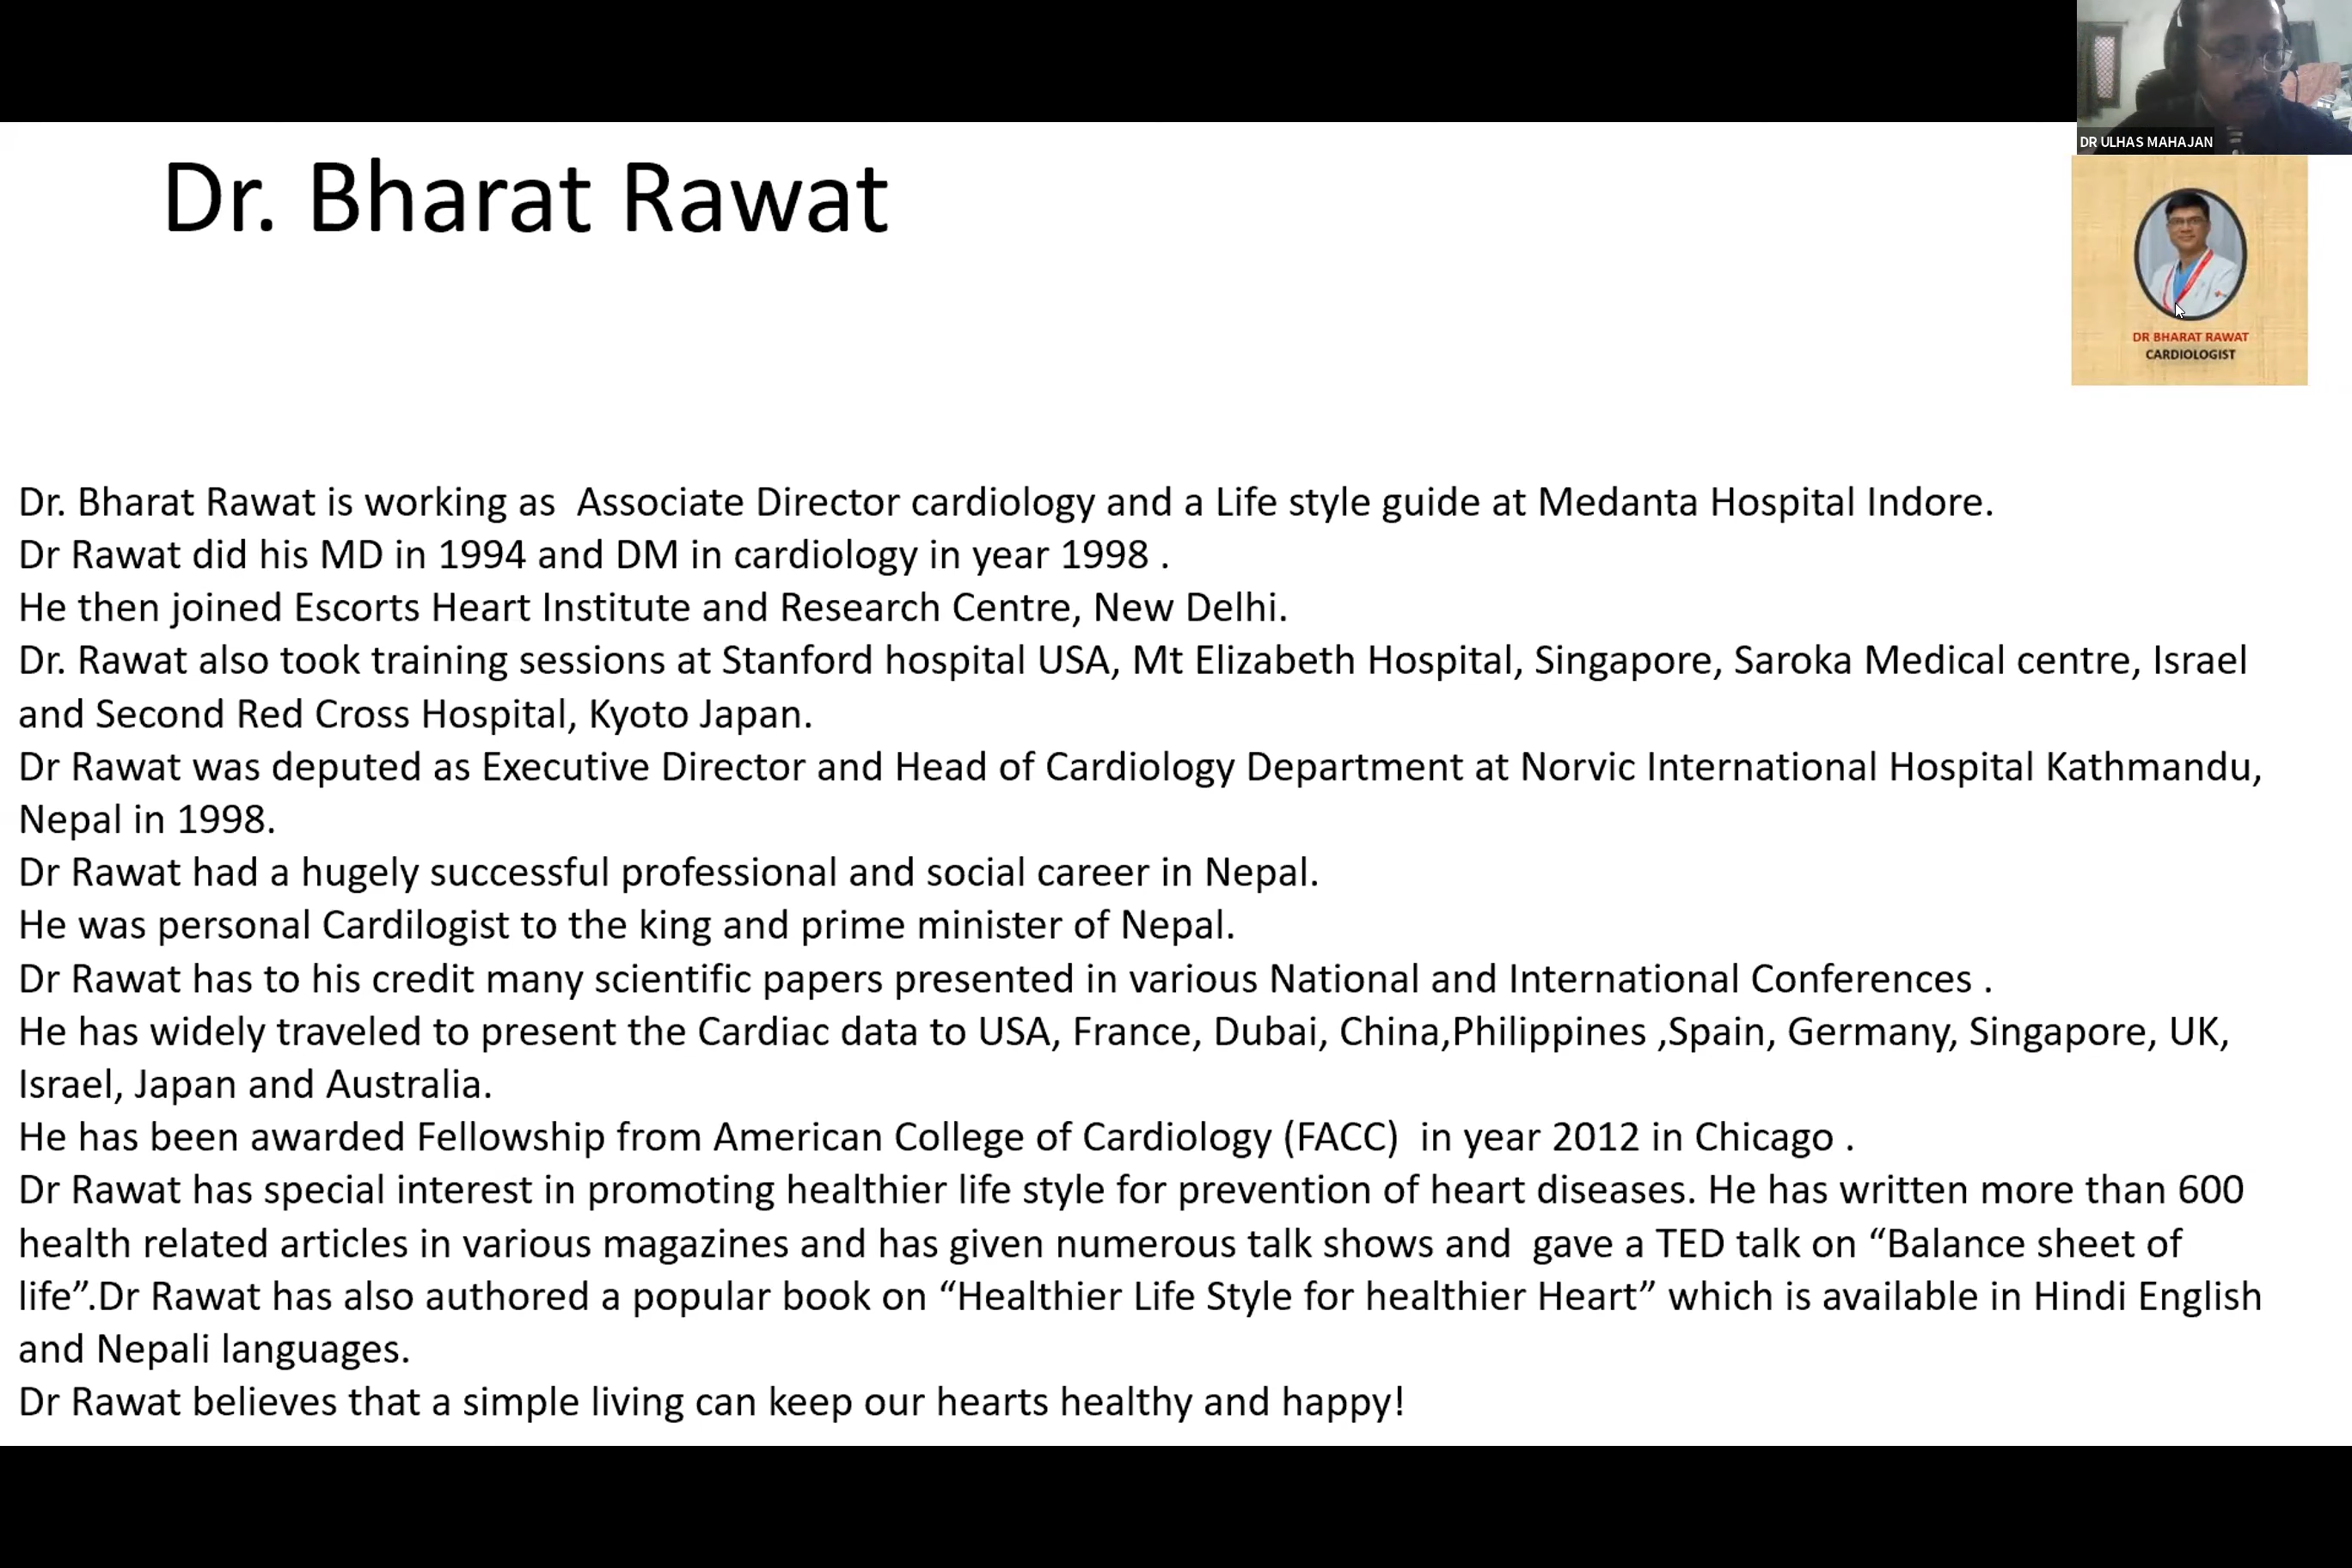 DR ULHAS MAHAJAN
Dr. Bharat Rawat
DR BHARAT RAWAT
CARDIOLOGIST
Dr. Bharat Rawat is working as  Associate Director cardiology and a Life style guide at Medanta Hospital Indore.
Dr Rawat did his MD in 1994 and DM in cardiology in year 1998 .
He then joined Escorts Heart Institute and Research Centre, New Delhi.
Dr. Rawat also took training sessions at Stanford hospital USA, Mt Elizabeth Hospital, Singapore, Saroka Medical centre, Israel
and Second Red Cross Hospital, Kyoto Japan.
Dr Rawat was deputed as Executive Director and Head of Cardiology Department at Norvic International Hospital Kathmandu,
Nepal in 1998.
Dr Rawat had a hugely successful professional and social career in Nepal.
He was personal Cardilogist to the king and prime minister of Nepal.
Dr Rawat has to his credit many scientific papers presented in various National and International Conferences .
He has widely traveled to present the Cardiac data to USA, France, Dubai, China,Philippines ,Spain, Germany, Singapore, UK,
Israel, Japan and Australia.
He has been awarded Fellowship from American College of Cardiology (FACC)  in year 2012 in Chicago .
Dr Rawat has special interest in promoting healthier life style for prevention of heart diseases. He has written more than 600
health related articles in various magazines and has given numerous talk shows and  gave a TED talk on “Balance sheet of
life”.Dr Rawat has also authored a popular book on “Healthier Life Style for healthier Heart” which is available in Hindi English
and Nepali languages.
Dr Rawat believes that a simple living can keep our hearts healthy and happy!